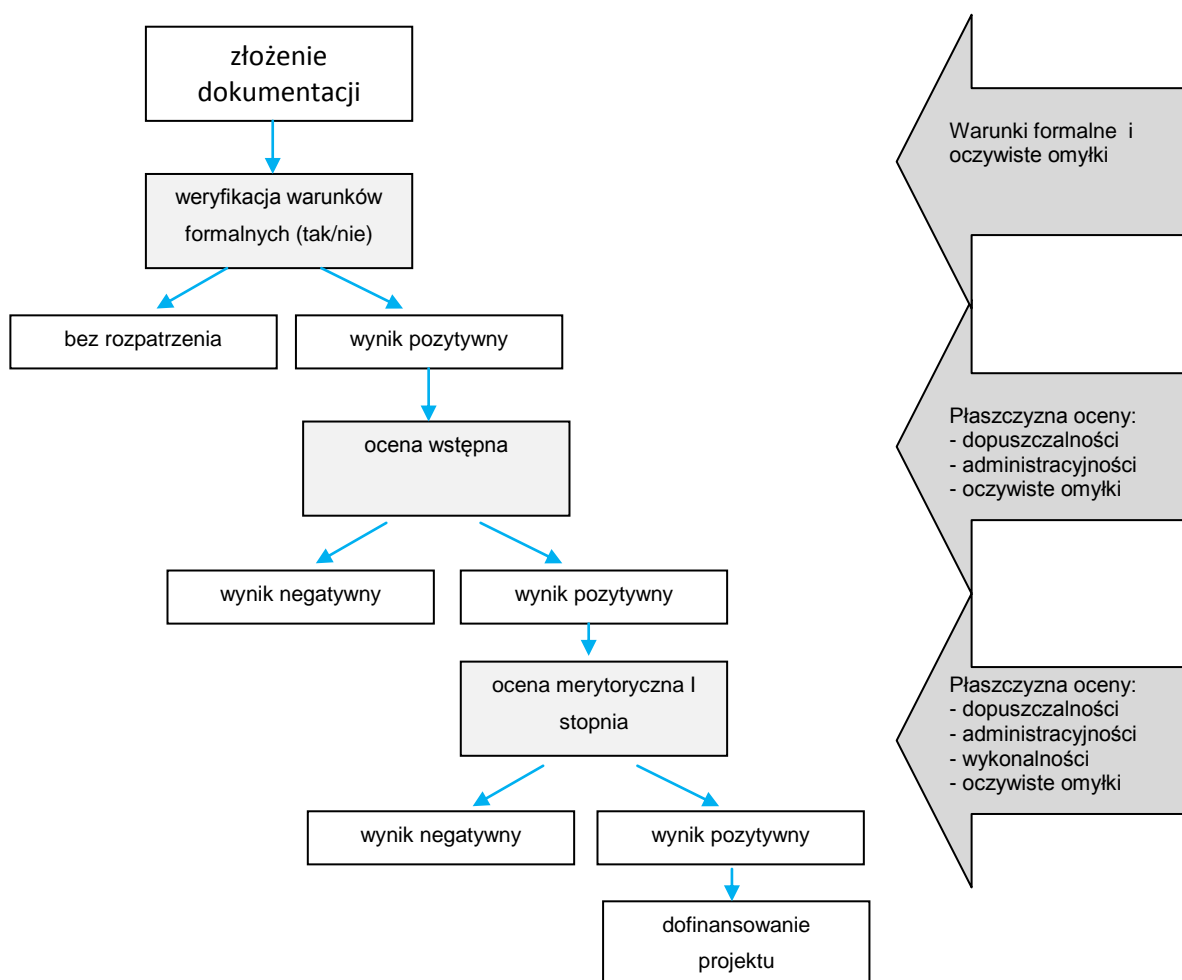 złożenie
dokumentacji
Warunki formalne i
oczywiste omyłki
weryfikacja warunków
formalnych (tak/nie)
bez rozpatrzenia
wynik pozytywny
Płaszczyzna oceny:
- dopuszczalności
- administracyjności
- oczywiste omyłki
ocena wstępna
wynik negatywny
wynik pozytywny
ocena merytoryczna I
stopnia
Płaszczyzna oceny:
- dopuszczalności
- administracyjności
- wykonalności
- oczywiste omyłki
wynik negatywny
wynik pozytywny
dofinansowanie
projektu